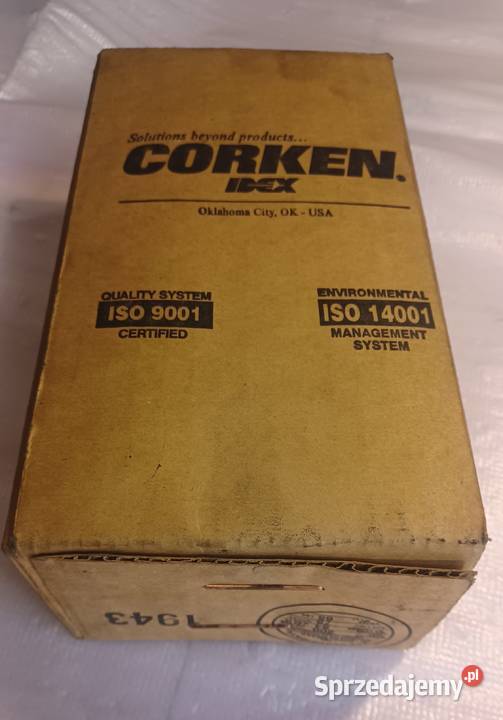 Solutions beyond products...
CORKEN.
IDEX
Oklahoma City, OK - USA
QUALITY SYSTEM
ISO 9001
CERTIFIED
ENVIRONMENTAL
ISO 14001
MANAGEMENT
SYSTEM
1943
Sprzedajemy.pl